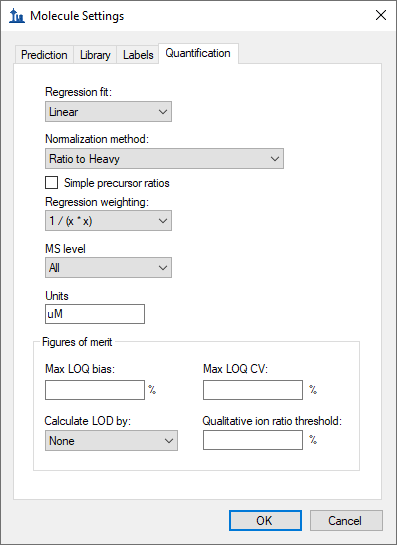 Molecule Settings
Prediction Library Labels Quantification
Regression fit:
Linear
Normalization method:
Ratio to Heavy
Simple precursor ratios
Regression weighting:
1 / (x * x)
MS level
All
Units
uM
Figures of merit
Max LOQ bias: Max LOQ CV:
% %
Calculate LOD by: Qualitative ion ratio threshold:
None %
OK Cancel